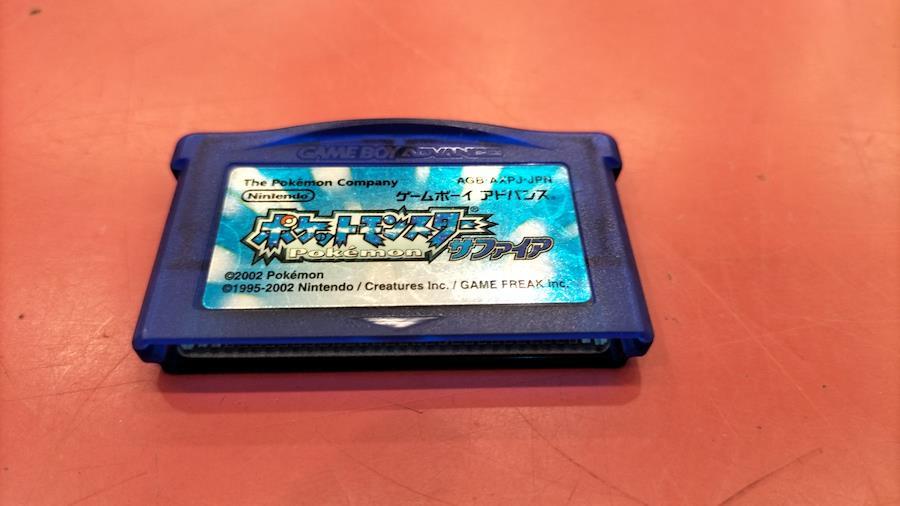 GAME BOY ADVANCE
The Pokémon Company
AGB-AXPJ-JPN
Nintendo
ゲームボーイ アドバンス
ポケットモンスター
Pokémon
サファイア
©2002 Pokémon
©1995-2002 Nintendo / Creatures Inc. / GAME FREAK inc.